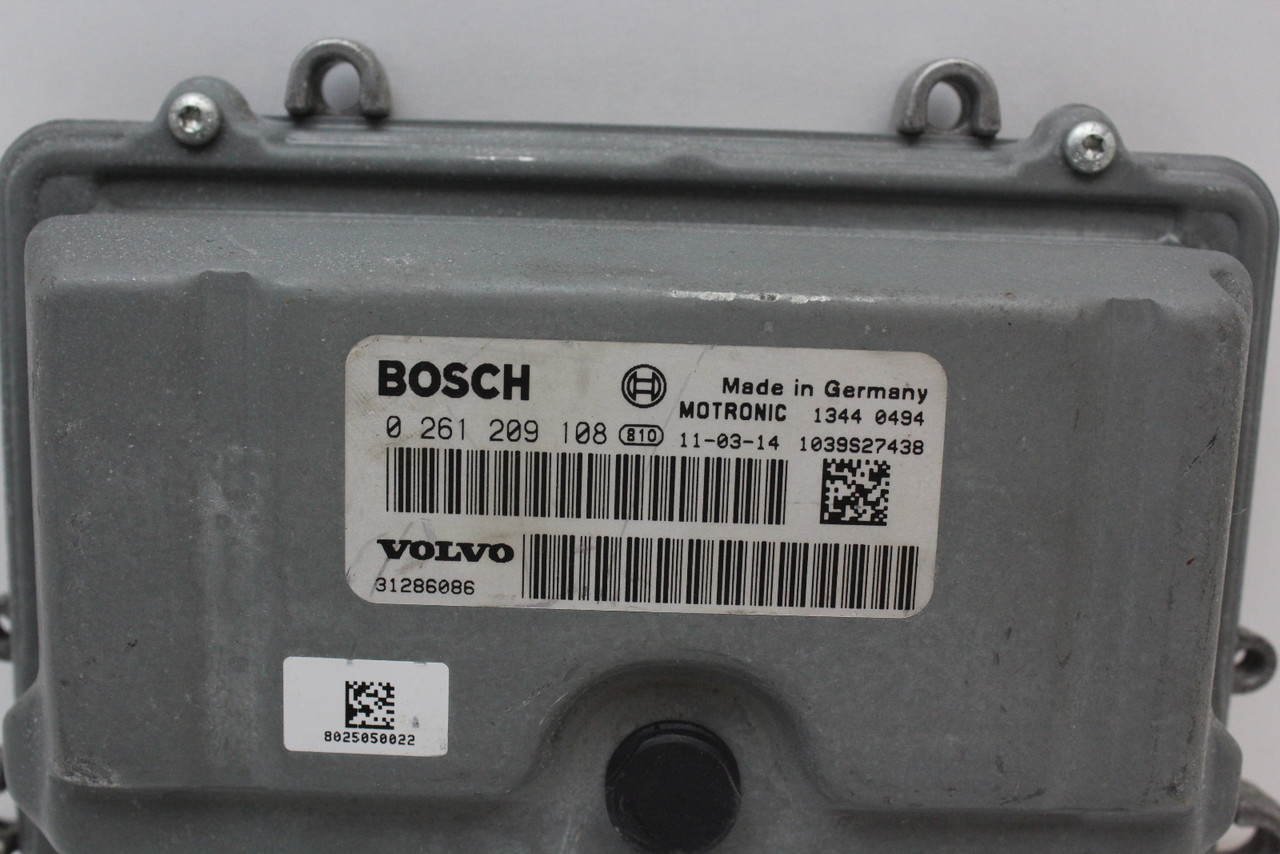 BOSCH
Made in Germany
MOTRONIC 1344 0494
0 261 209 108 810 11-03-14 1039S27438
VOLVO
31286086
8025050022